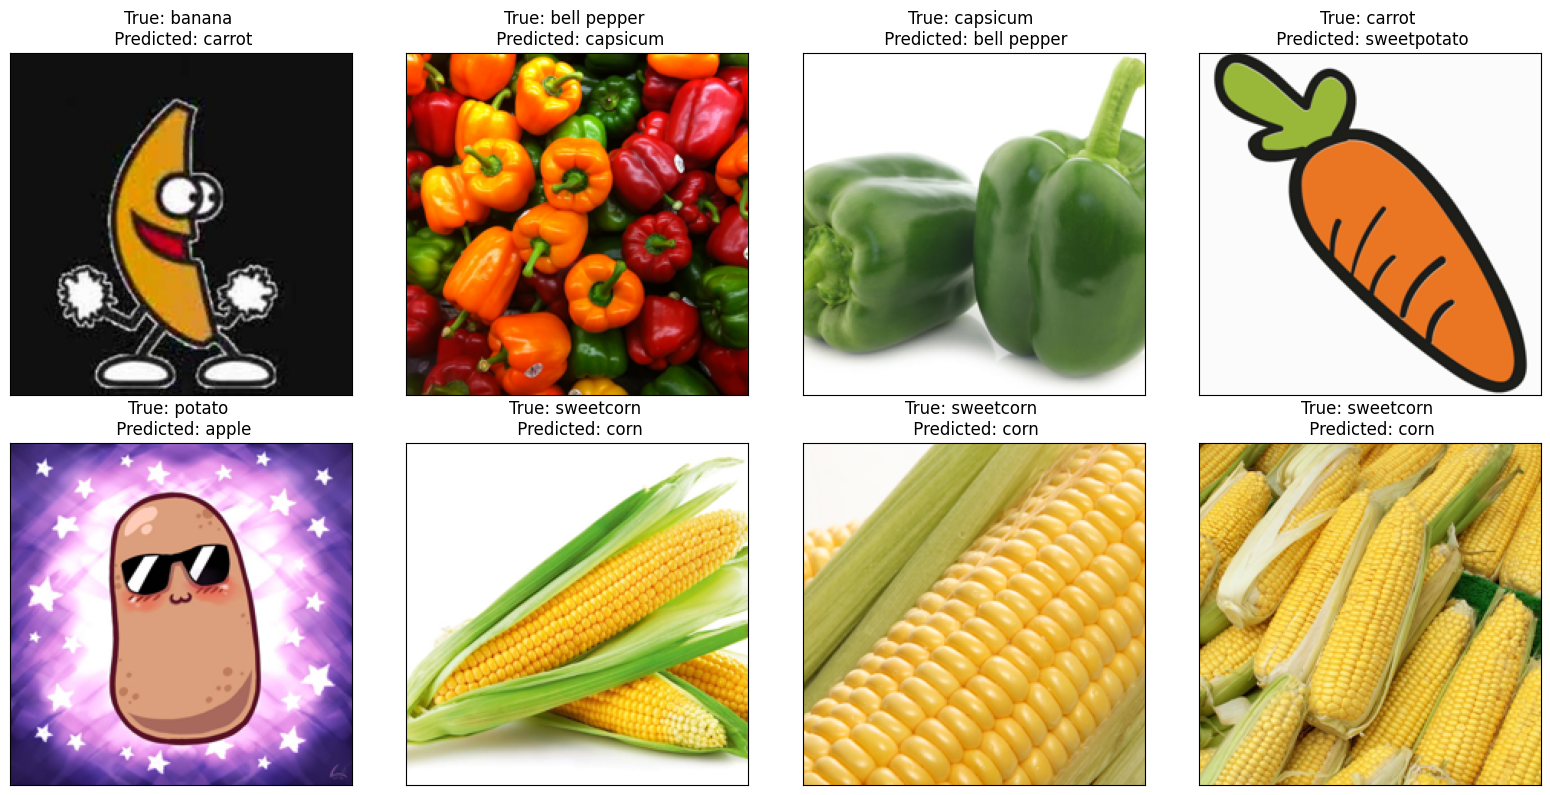 True: banana
Predicted: carrot
True: bell pepper
Predicted: capsicum
True: capsicum
Predicted: bell pepper
True: carrot
Predicted: sweetpotato
True: potato
Predicted: apple
True: sweetcorn
Predicted: corn
True: sweetcorn
Predicted: corn
True: sweetcorn
Predicted: corn